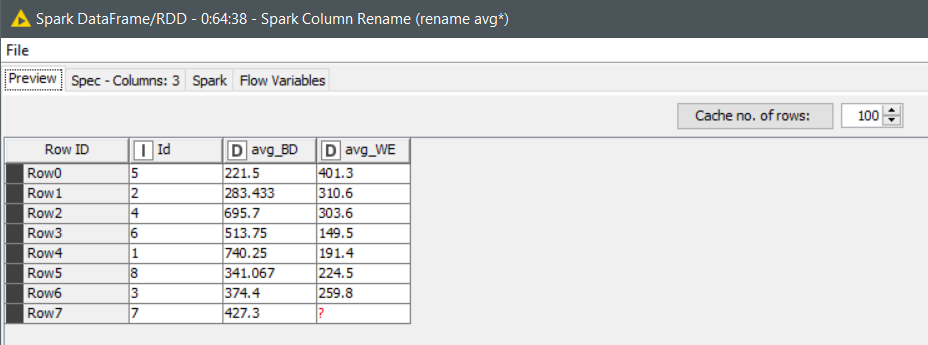 Spark DataFrame/RDD - 0:64:38 - Spark Column Rename (rename avg*)
File
Preview Spec - Columns: 3 Spark Flow Variables
Cache no. of rows: 100
Row ID I Id D avg_BD D avg_WE
Row0 5 221.5 401.3
Row1 2 283.433 310.6
Row2 4 695.7 303.6
Row3 6 513.75 149.5
Row4 1 740.25 191.4
Row5 8 341.067 224.5
Row6 3 374.4 259.8
Row7 7 427.3 ?